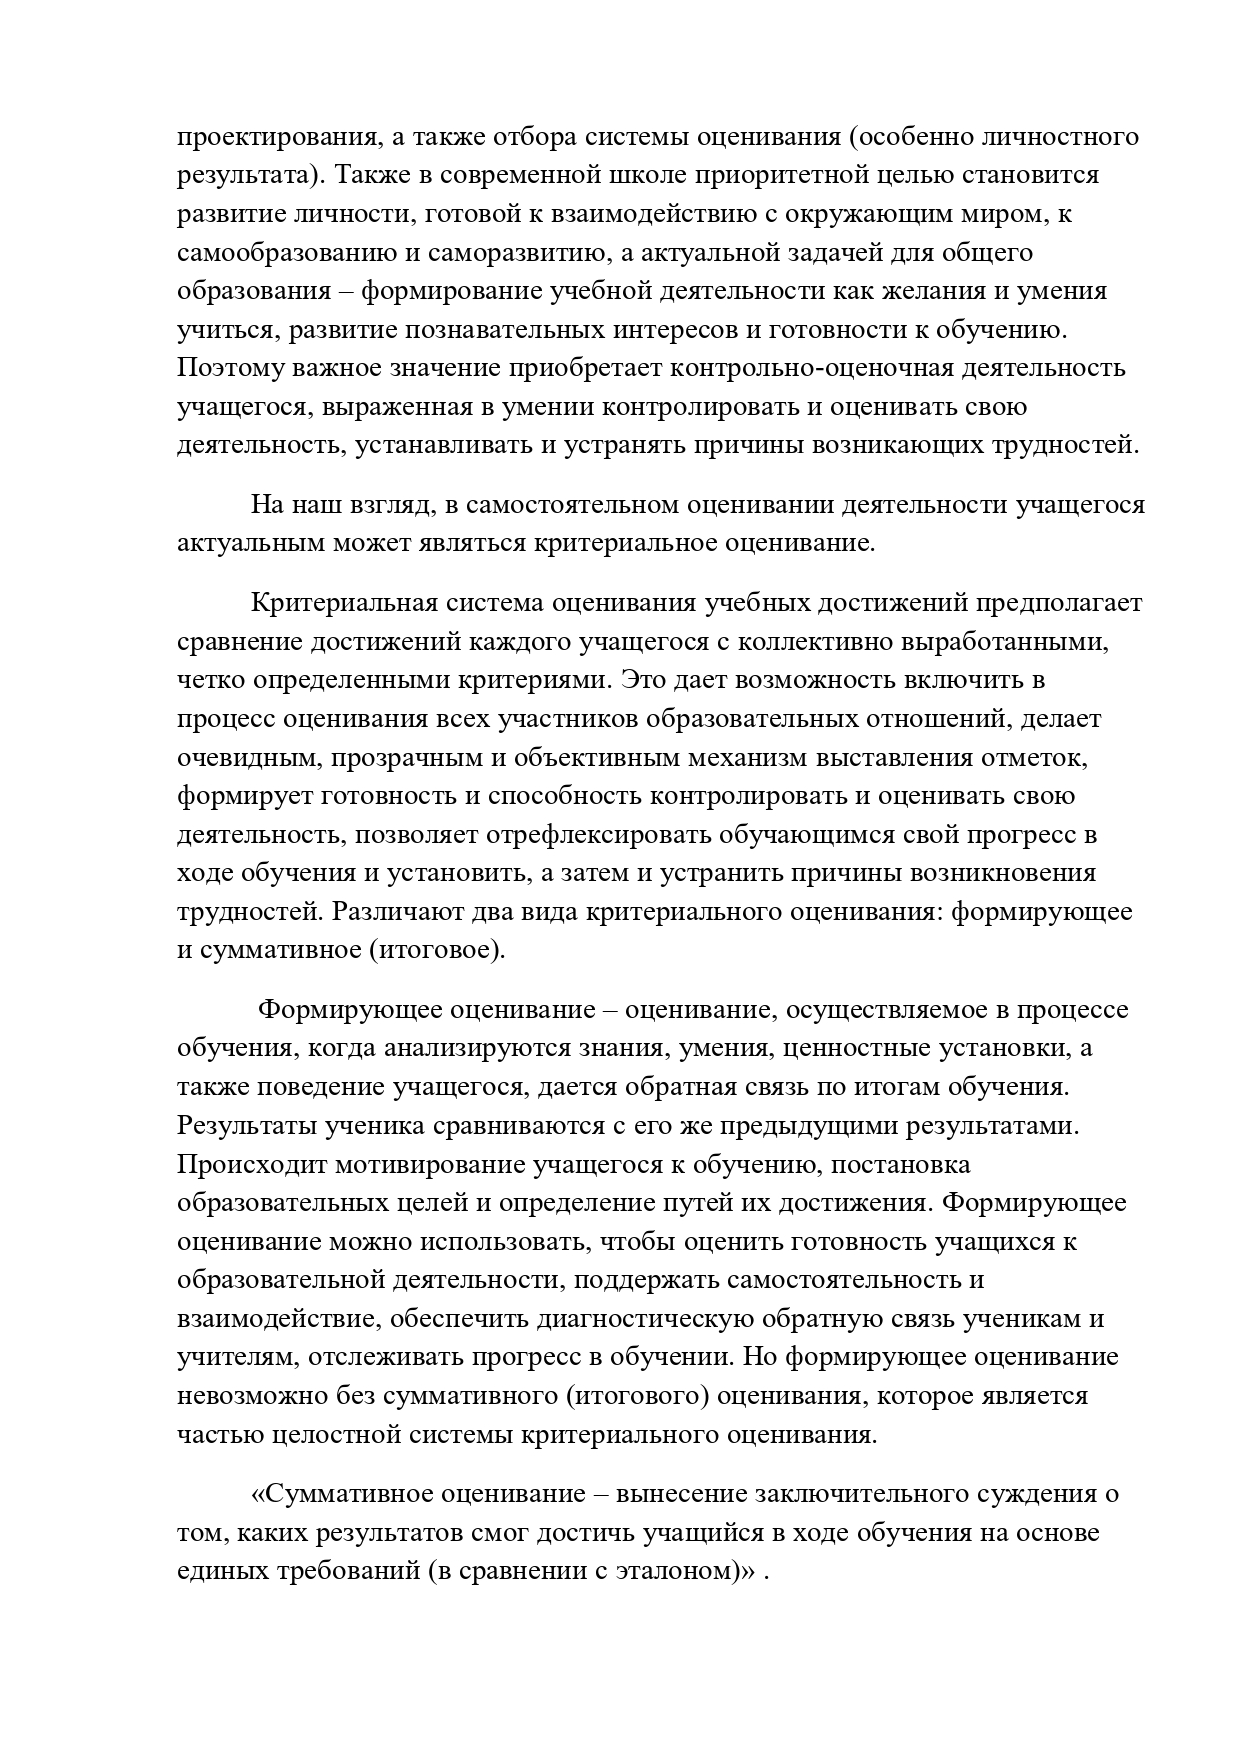 проектирования, а также отбора системы оценивания (особенно личностного
результата). Также в современной школе приоритетной целью становится
развитие личности, готовой к взаимодействию с окружающим миром, к
самообразованию и саморазвитию, а актуальной задачей для общего
образования – формирование учебной деятельности как желания и умения
учиться, развитие познавательных интересов и готовности к обучению.
Поэтому важное значение приобретает контрольно-оценочная деятельность
учащегося, выраженная в умении контролировать и оценивать свою
деятельность, устанавливать и устранять причины возникающих трудностей.
На наш взгляд, в самостоятельном оценивании деятельности учащегося
актуальным может являться критериальное оценивание.
Критериальная система оценивания учебных достижений предполагает
сравнение достижений каждого учащегося с коллективно выработанными,
четко определенными критериями. Это дает возможность включить в
процесс оценивания всех участников образовательных отношений, делает
очевидным, прозрачным и объективным механизм выставления отметок,
формирует готовность и способность контролировать и оценивать свою
деятельность, позволяет отрефлексировать обучающимся свой прогресс в
ходе обучения и установить, а затем и устранить причины возникновения
трудностей. Различают два вида критериального оценивания: формирующее
и суммативное (итоговое).
Формирующее оценивание – оценивание, осуществляемое в процессе
обучения, когда анализируются знания, умения, ценностные установки, а
также поведение учащегося, дается обратная связь по итогам обучения.
Результаты ученика сравниваются с его же предыдущими результатами.
Происходит мотивирование учащегося к обучению, постановка
образовательных целей и определение путей их достижения. Формирующее
оценивание можно использовать, чтобы оценить готовность учащихся к
образовательной деятельности, поддержать самостоятельность и
взаимодействие, обеспечить диагностическую обратную связь ученикам и
учителям, отслеживать прогресс в обучении. Но формирующее оценивание
невозможно без суммативного (итогового) оценивания, которое является
частью целостной системы критериального оценивания.
«Суммативное оценивание – вынесение заключительного суждения о
том, каких результатов смог достичь учащийся в ходе обучения на основе
единых требований (в сравнении с эталоном)» .